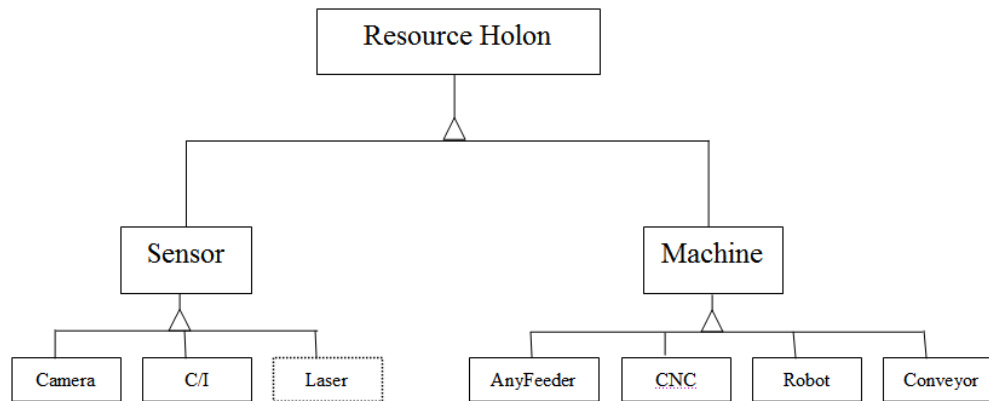 Resource Holon
Sensor
Machine
Camera
C/I
Laser
AnyFeeder
CNC
Robot
Conveyor